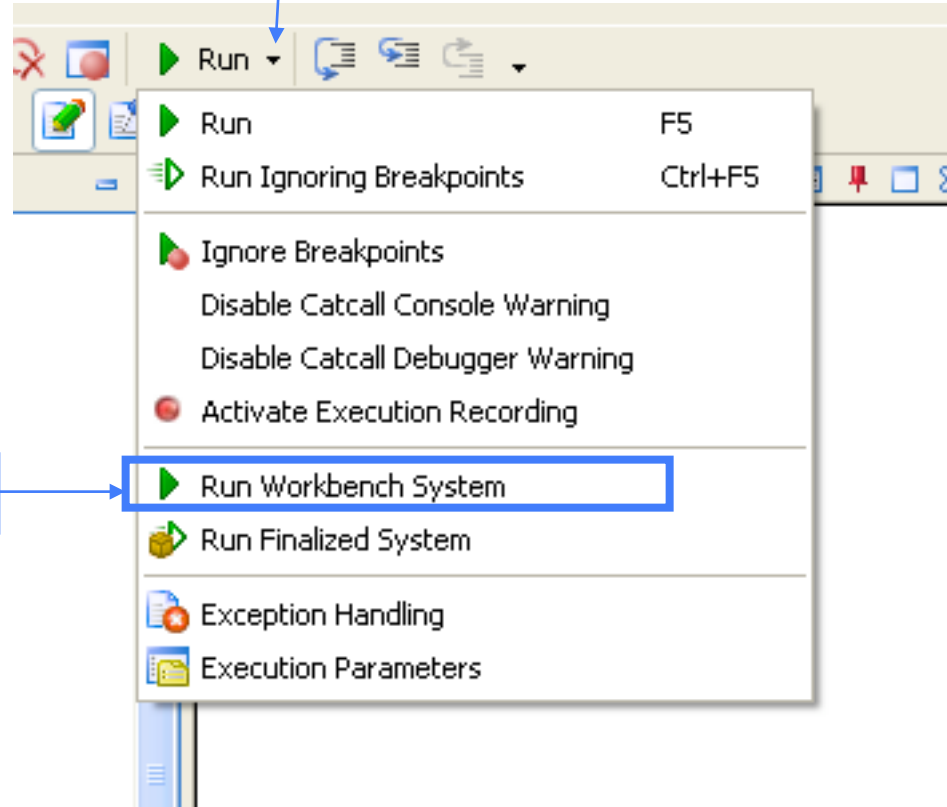 Run
Run F5
Run Ignoring Breakpoints Ctrl+F5
Ignore Breakpoints
Disable Catcall Console Warning
Disable Catcall Debugger Warning
Activate Execution Recording
Run Workbench System
Run Finalized System
Exception Handling
Execution Parameters